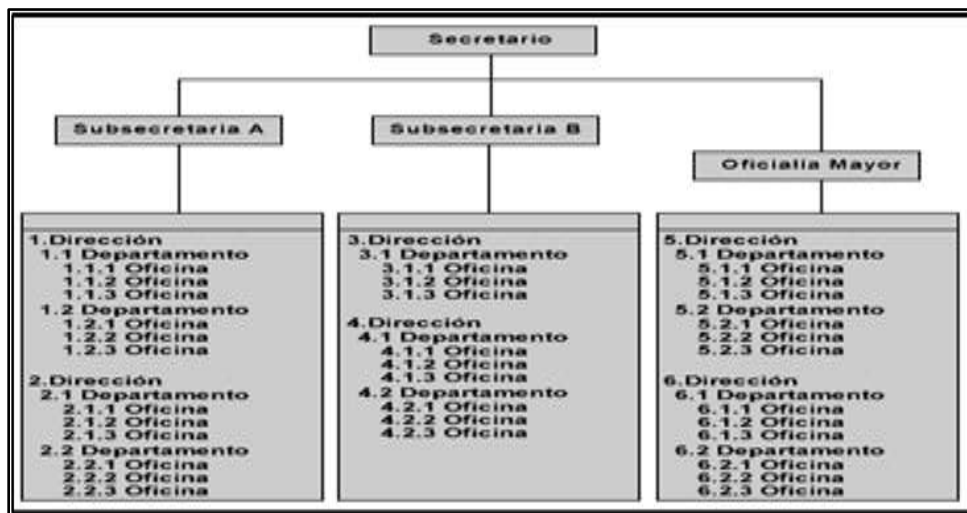 Secretario
Subsecretaria A
Subsecretaria B
Oficialía Mayor
1.Dirección
1.1 Departamento
1.1.1 Oficina
1.1.2 Oficina
1.1.3 Oficina
1.2 Departamento
1.2.1 Oficina
1.2.2 Oficina
1.2.3 Oficina
2.Dirección
2.1 Departamento
2.1.1 Oficina
2.1.2 Oficina
2.1.3 Oficina
2.2 Departamento
2.2.1 Oficina
2.2.2 Oficina
2.2.3 Oficina
3.Dirección
3.1 Departamento
3.1.1 Oficina
3.1.2 Oficina
3.1.3 Oficina
4.Dirección
4.1 Departamento
4.1.1 Oficina
4.1.2 Oficina
4.1.3 Oficina
4.2 Departamento
4.2.1 Oficina
4.2.2 Oficina
4.2.3 Oficina
5.Dirección
5.1 Departamento
5.1.1 Oficina
5.1.2 Oficina
5.1.3 Oficina
5.2 Departamento
5.2.1 Oficina
5.2.2 Oficina
5.2.3 Oficina
6.Dirección
6.1 Departamento
6.1.1 Oficina
6.1.2 Oficina
6.1.3 Oficina
6.2 Departamento
6.2.1 Oficina
6.2.2 Oficina
6.2.3 Oficina